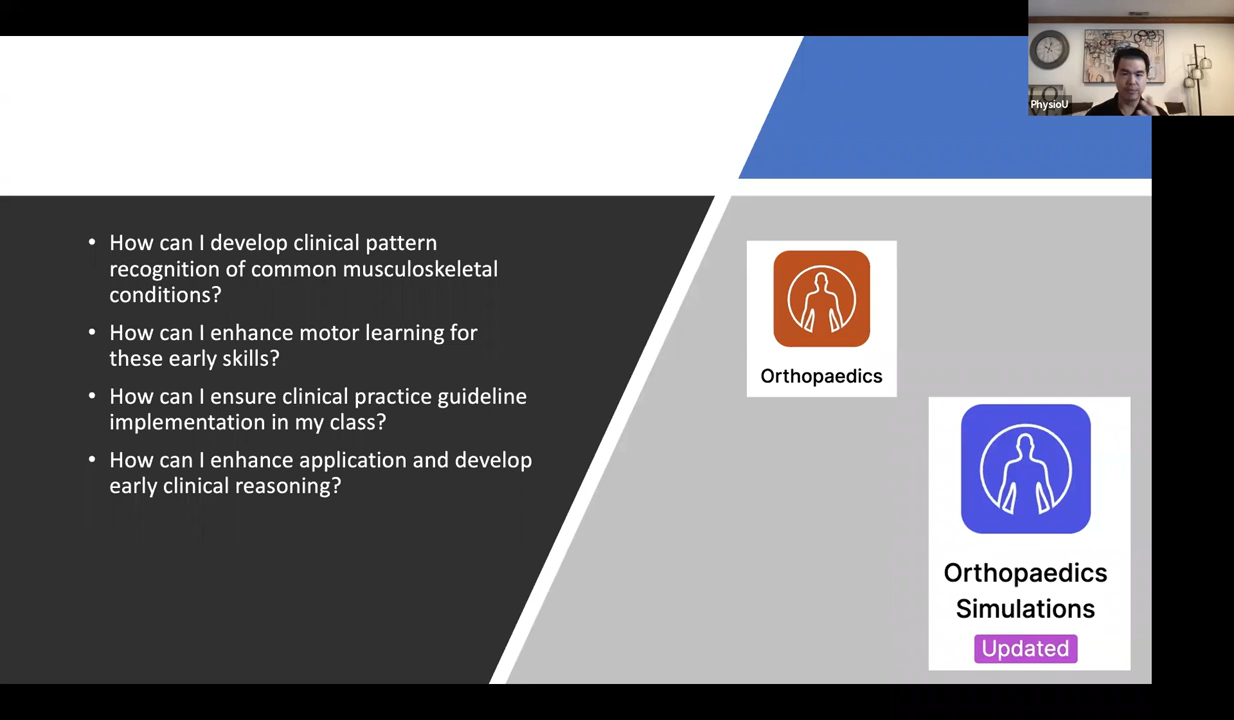 PhysioU
• How can I develop clinical pattern
recognition of common musculoskeletal
conditions?
• How can I enhance motor learning for
these early skills?
• How can I ensure clinical practice guideline
implementation in my class?
• How can I enhance application and develop
early clinical reasoning?
Orthopaedics
Orthopaedics
Simulations
Updated